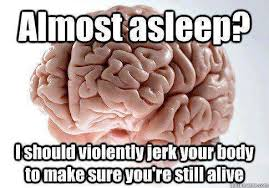 Almost asleep?
I should violently jerk your body
to make sure you're still alive